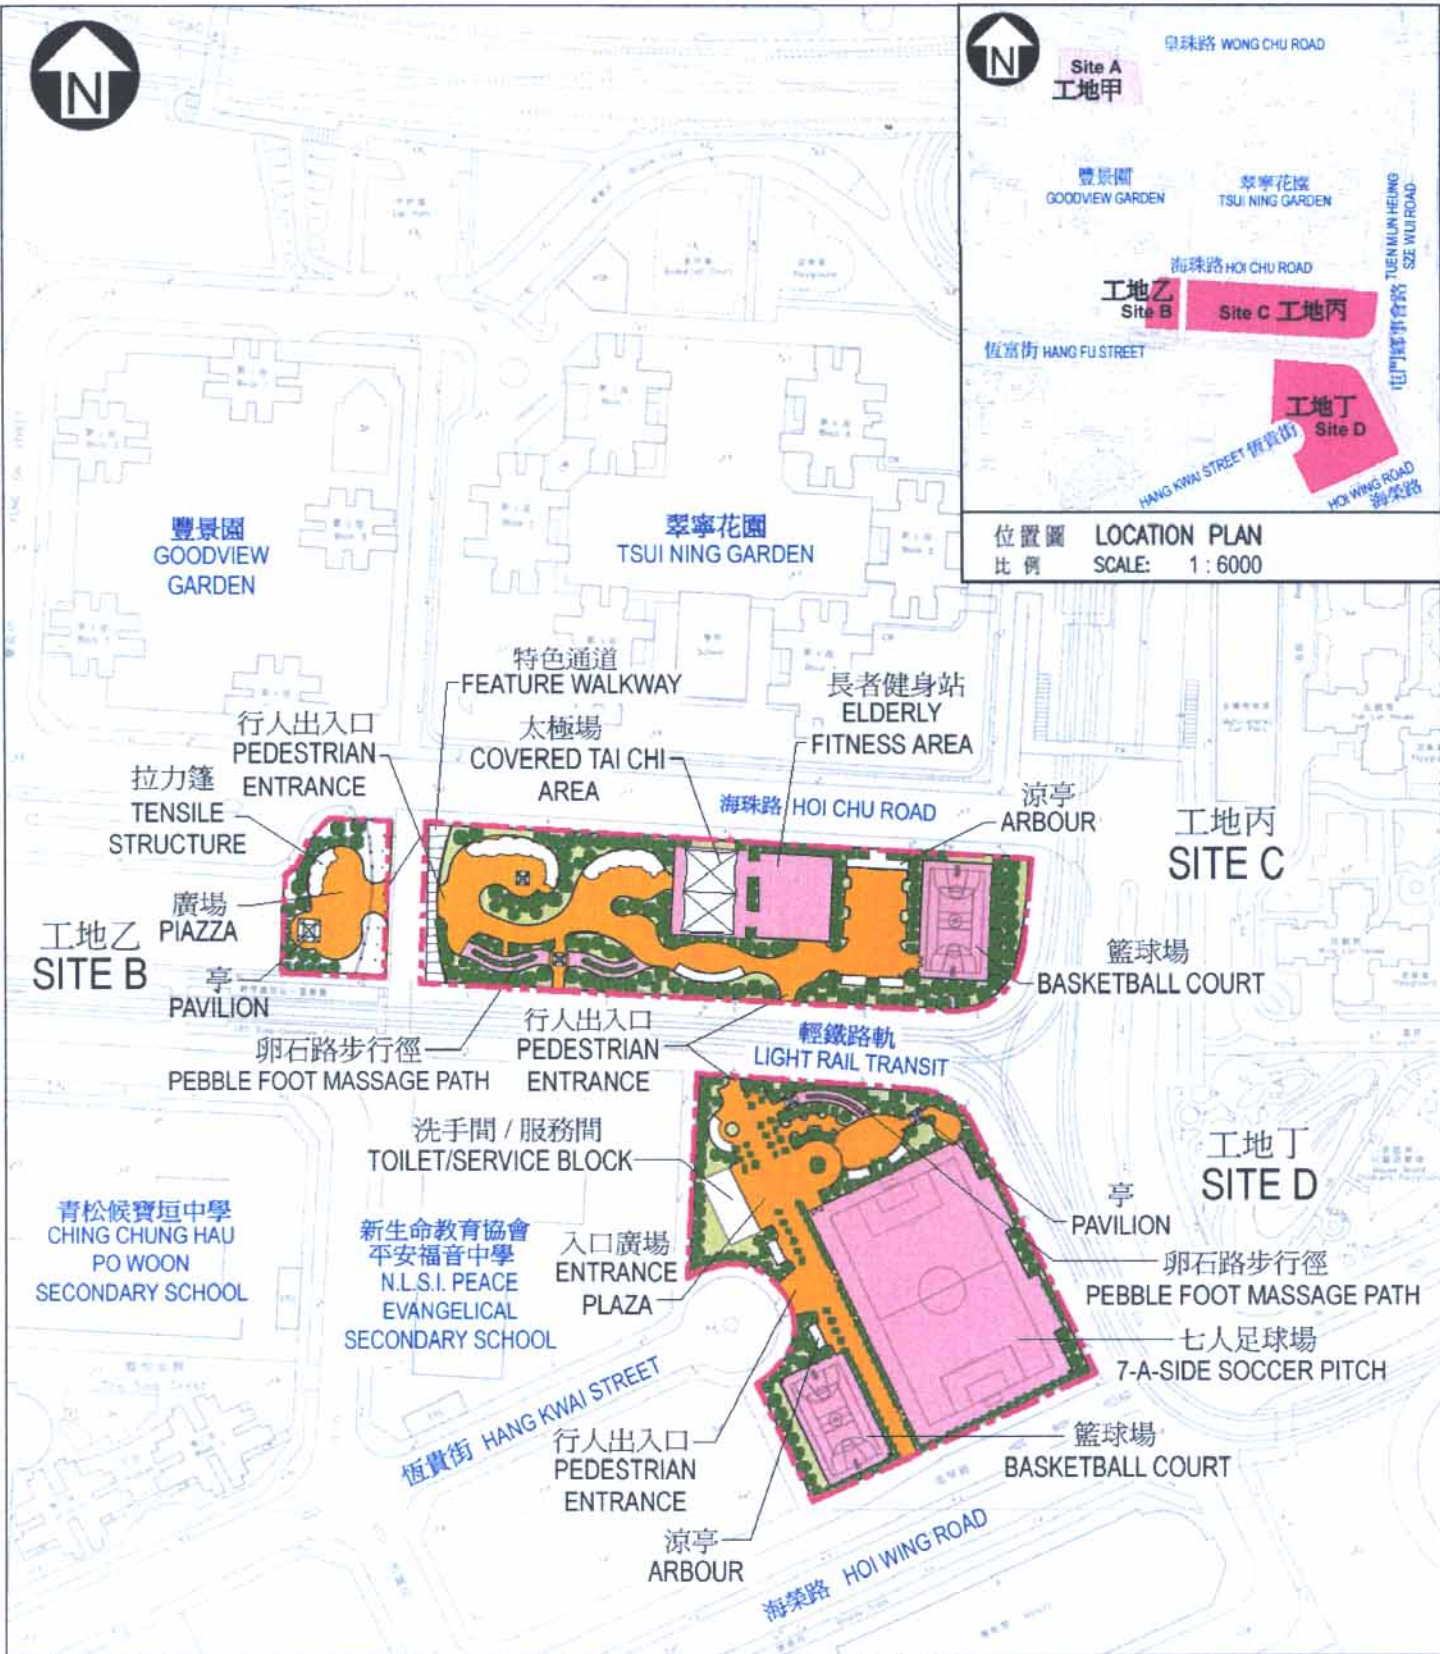 N
N
皇珠路 WONG CHU ROAD
Site A
工地甲
豐景園
GOODVIEW GARDEN
翠寧花園
TSUI NING GARDEN
屯門鄉事會路 TUEN MUN HEUNG
SZE WUI ROAD
海珠路 HOI CHU ROAD
工地乙
Site B
Site C 工地丙
恆富街 HANG FU STREET
工地丁
Site D
HANG KWAI STREET 恆貴街
HOI WING ROAD
海榮路
位置圖 LOCATION PLAN
比例 SCALE: 1 : 6000
豐景園
GOODVIEW
GARDEN
翠寧花園
TSUI NING GARDEN
特色通道
FEATURE WALKWAY
長者健身站
ELDERLY
FITNESS AREA
行人出入口
PEDESTRIAN
ENTRANCE
太極場
COVERED TAI CHI
AREA
拉力篷
TENSILE
STRUCTURE
海珠路 HOI CHU ROAD
涼亭
ARBOUR
工地丙
SITE C
廣場
PIAZZA
工地乙
SITE B
亭
PAVILION
籃球場
BASKETBALL COURT
卵石路步行徑
PEBBLE FOOT MASSAGE PATH
行人出入口
PEDESTRIAN
ENTRANCE
輕鐵路軌
LIGHT RAIL TRANSIT
洗手間 / 服務間
TOILET/SERVICE BLOCK
工地丁
SITE D
亭
PAVILION
青松候寶垣中學
CHING CHUNG HAU
PO WOON
SECONDARY SCHOOL
新生命教育協會
平安福音中學
N.L.S.I. PEACE
EVANGELICAL
SECONDARY SCHOOL
入口廣場
ENTRANCE
PLAZA
卵石路步行徑
PEBBLE FOOT MASSAGE PATH
七人足球場
7-A-SIDE SOCCER PITCH
恆貴街 HANG KWAI STREET
行人出入口
PEDESTRIAN
ENTRANCE
籃球場
BASKETBALL COURT
涼亭
ARBOUR
海榮路 HOI WING ROAD